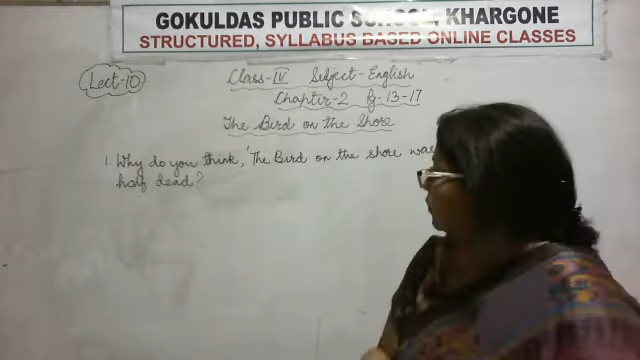 GOKULDAS PUBLIC SCHOOL, KHARGONE
STRUCTURED, SYLLABUS BASED ONLINE CLASSES
Lect-10
Class-IV Subject-English
Chapter-2 Pg-13-17
The Bird on the Shore
1. Why do you think, 'The Bird on the shore was
half dead?